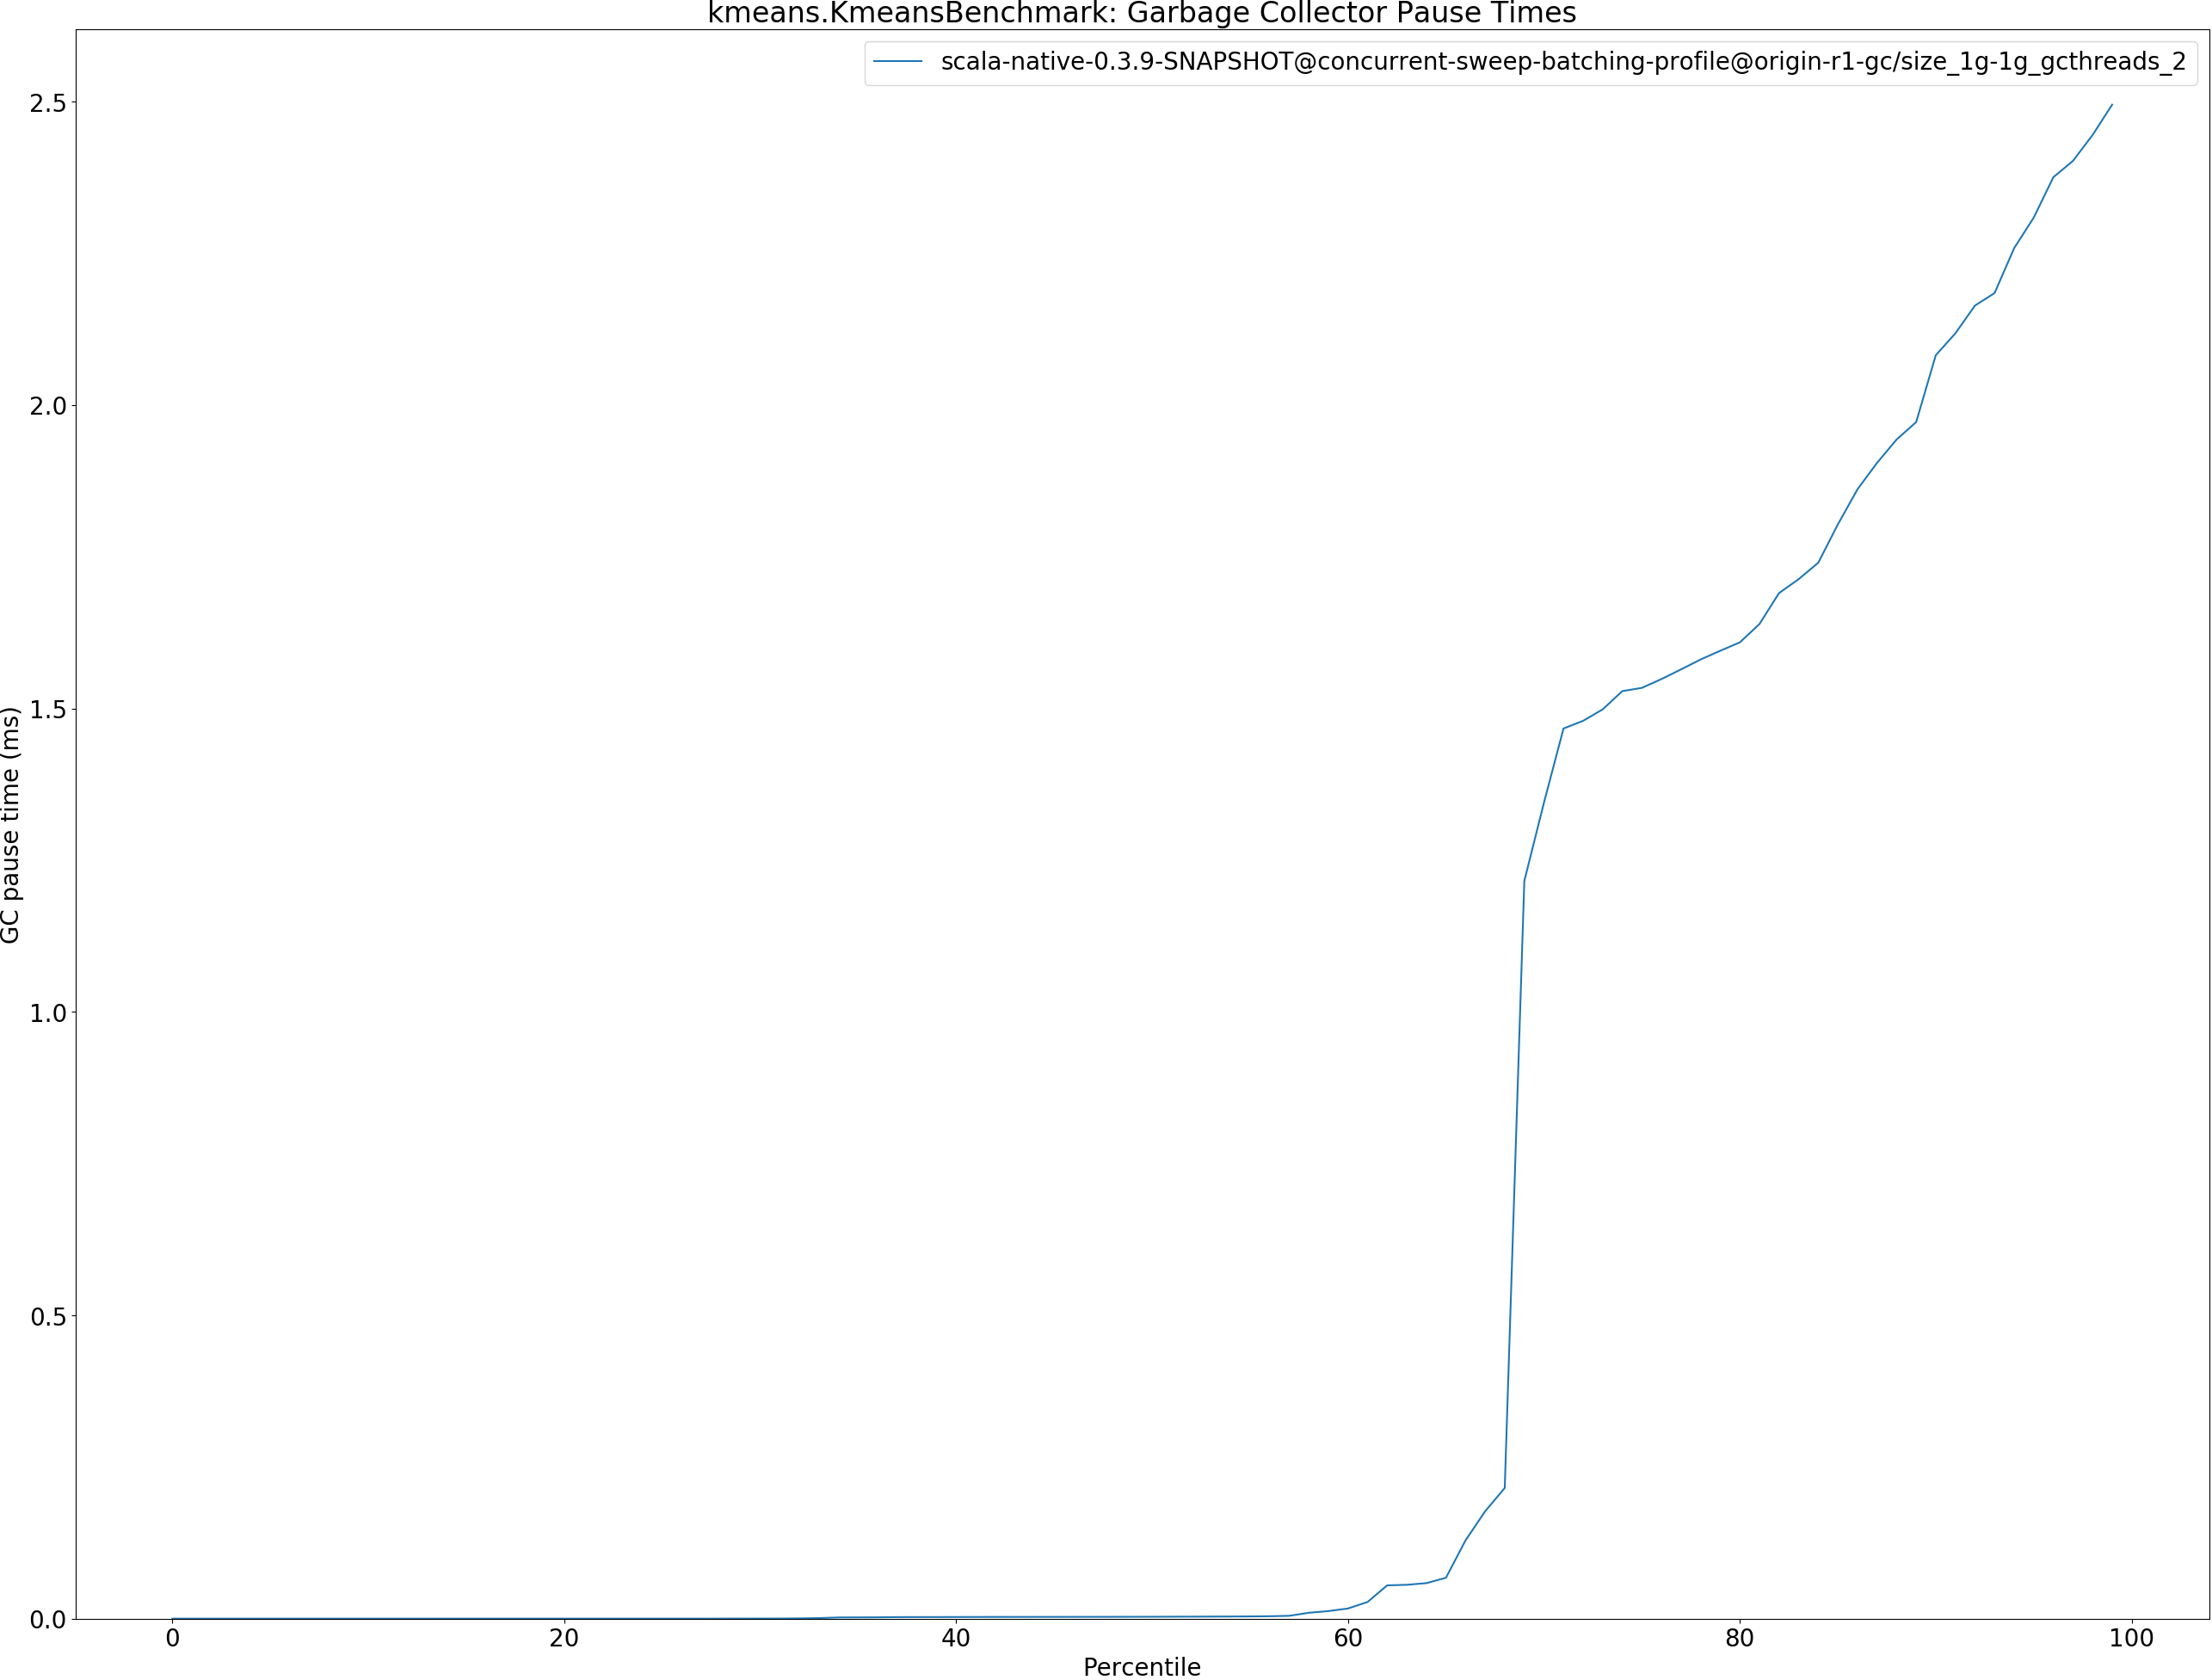 kmeans.KmeansBenchmark: Garbage Collector Pause Times
scala-native-0.3.9-SNAPSHOT@concurrent-sweep-batching-profile@origin-r1-gc/size_1g-1g_gcthreads_2
GC pause time (ms)
2.5
2.0
1.5
1.0
0.5
0.0
0 20 40 60 80 100
Percentile